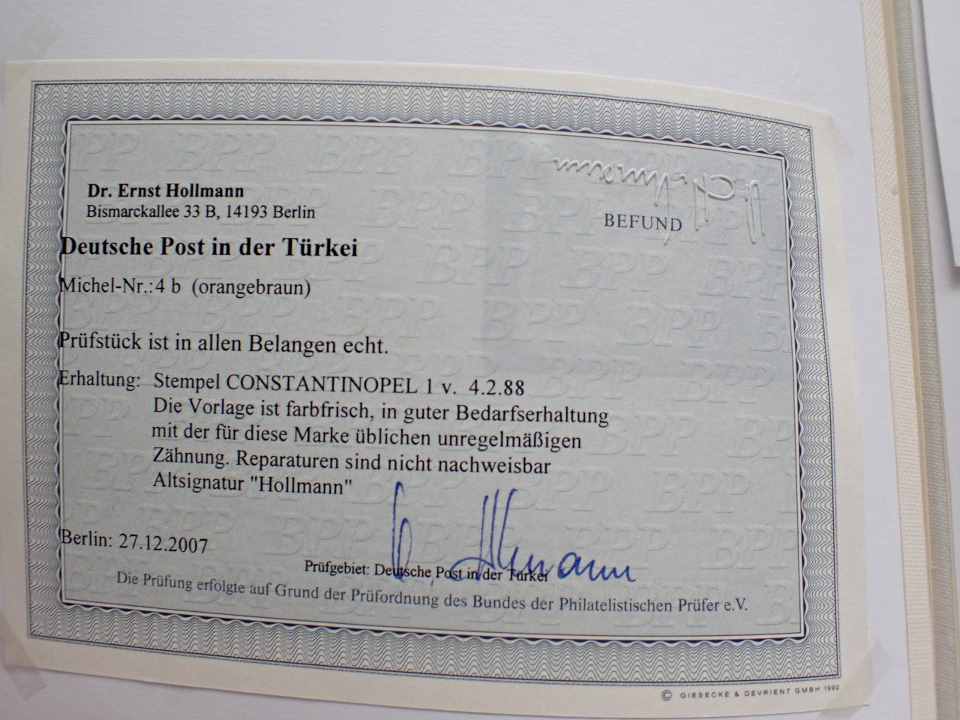 Dr. Ernst Hollmann
Bismarckallee 33 B, 14193 Berlin
BEFUND
Deutsche Post in der Türkei
Michel-Nr.: 4 b (orangebraun)
Prüfstück ist in allen Belangen echt.
Erhaltung: Stempel CONSTANTINOPEL 1 v. 4.2.88
Die Vorlage ist farbfrisch, in guter Bedarfserhaltung
mit der für diese Marke üblichen unregelmäßigen
Zähnung. Reparaturen sind nicht nachweisbar
Altsignatur "Hollmann"
Berlin: 27.12.2007
Prüfgebiet: Deutsche Post in der Türkei
Die Prüfung erfolgte auf Grund der Prüfordnung des Bundes der Philatelistischen Prüfer e.V.
© GIESECKE & DEVRIENT GMBH 1992